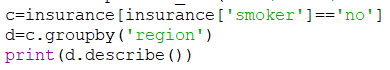 c=insurance[insurance['smoker']=='no']
d=c.groupby('region')
print(d.describe())